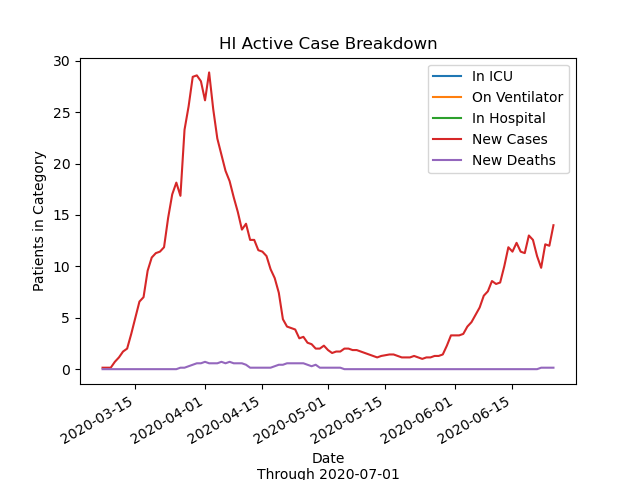 HI Active Case Breakdown
30
25
20
15
10
5
0
Patients in Category
In ICU
On Ventilator
In Hospital
New Cases
New Deaths
2020-03-15
2020-04-01
2020-04-15
2020-05-01
2020-05-15
2020-06-01
2020-06-15
Date
Through 2020-07-01